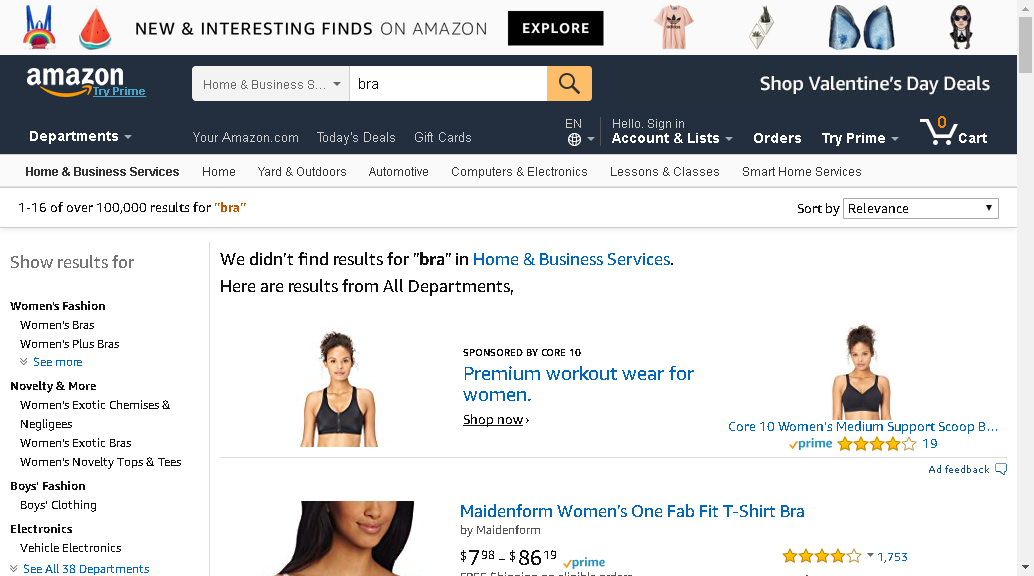 NEW & INTERESTING FINDS ON AMAZON EXPLORE
amazon
Try Prime
Home & Business S...
bra
Shop Valentine's Day Deals
Departments
Your Amazon.com Today's Deals Gift Cards
EN
Hello. Sign in
Account & Lists
Orders
Try Prime
0
Cart
Home & Business Services Home Yard & Outdoors Automotive Computers & Electronics Lessons & Classes Smart Home Services
1-16 of over 100,000 results for "bra"
Sort by Relevance
Show results for
Women's Fashion
Women's Bras
Women's Plus Bras
See more
Novelty & More
Women's Exotic Chemises &
Negligees
Women's Exotic Bras
Women's Novelty Tops & Tees
Boys' Fashion
Boys' Clothing
Electronics
Vehicle Electronics
See All 38 Departments
We didn't find results for "bra" in Home & Business Services.
Here are results from All Departments,
SPONSORED BY CORE 10
Premium workout wear for
women.
Shop now ›
Core 10 Women's Medium Support Scoop B...
prime 19
Ad feedback
Maidenform Women's One Fab Fit T-Shirt Bra
by Maidenform
$7 98 - $86 19 prime
1,753
FREE Shipping on eligible orders